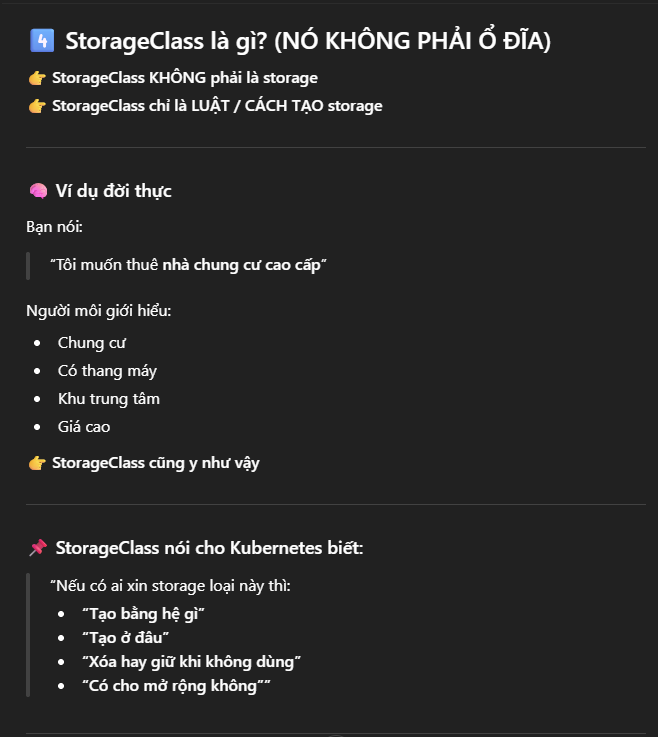 4 StorageClass là gì? (NÓ KHÔNG PHẢI Ổ ĐĨA)
👉 StorageClass KHÔNG phải là storage
👉 StorageClass chỉ là LUẬT / CÁCH TẠO storage
🧠 Ví dụ đời thực
Bạn nói:
“Tôi muốn thuê nhà chung cư cao cấp”
Người môi giới hiểu:
• Chung cư
• Có thang máy
• Khu trung tâm
• Giá cao
👉 StorageClass cũng y như vậy
📌 StorageClass nói cho Kubernetes biết:
“Nếu có ai xin storage loại này thì:
• “Tạo bằng hệ gì”
• “Tạo ở đâu”
• “Xóa hay giữ khi không dùng”
• “Có cho mở rộng không””